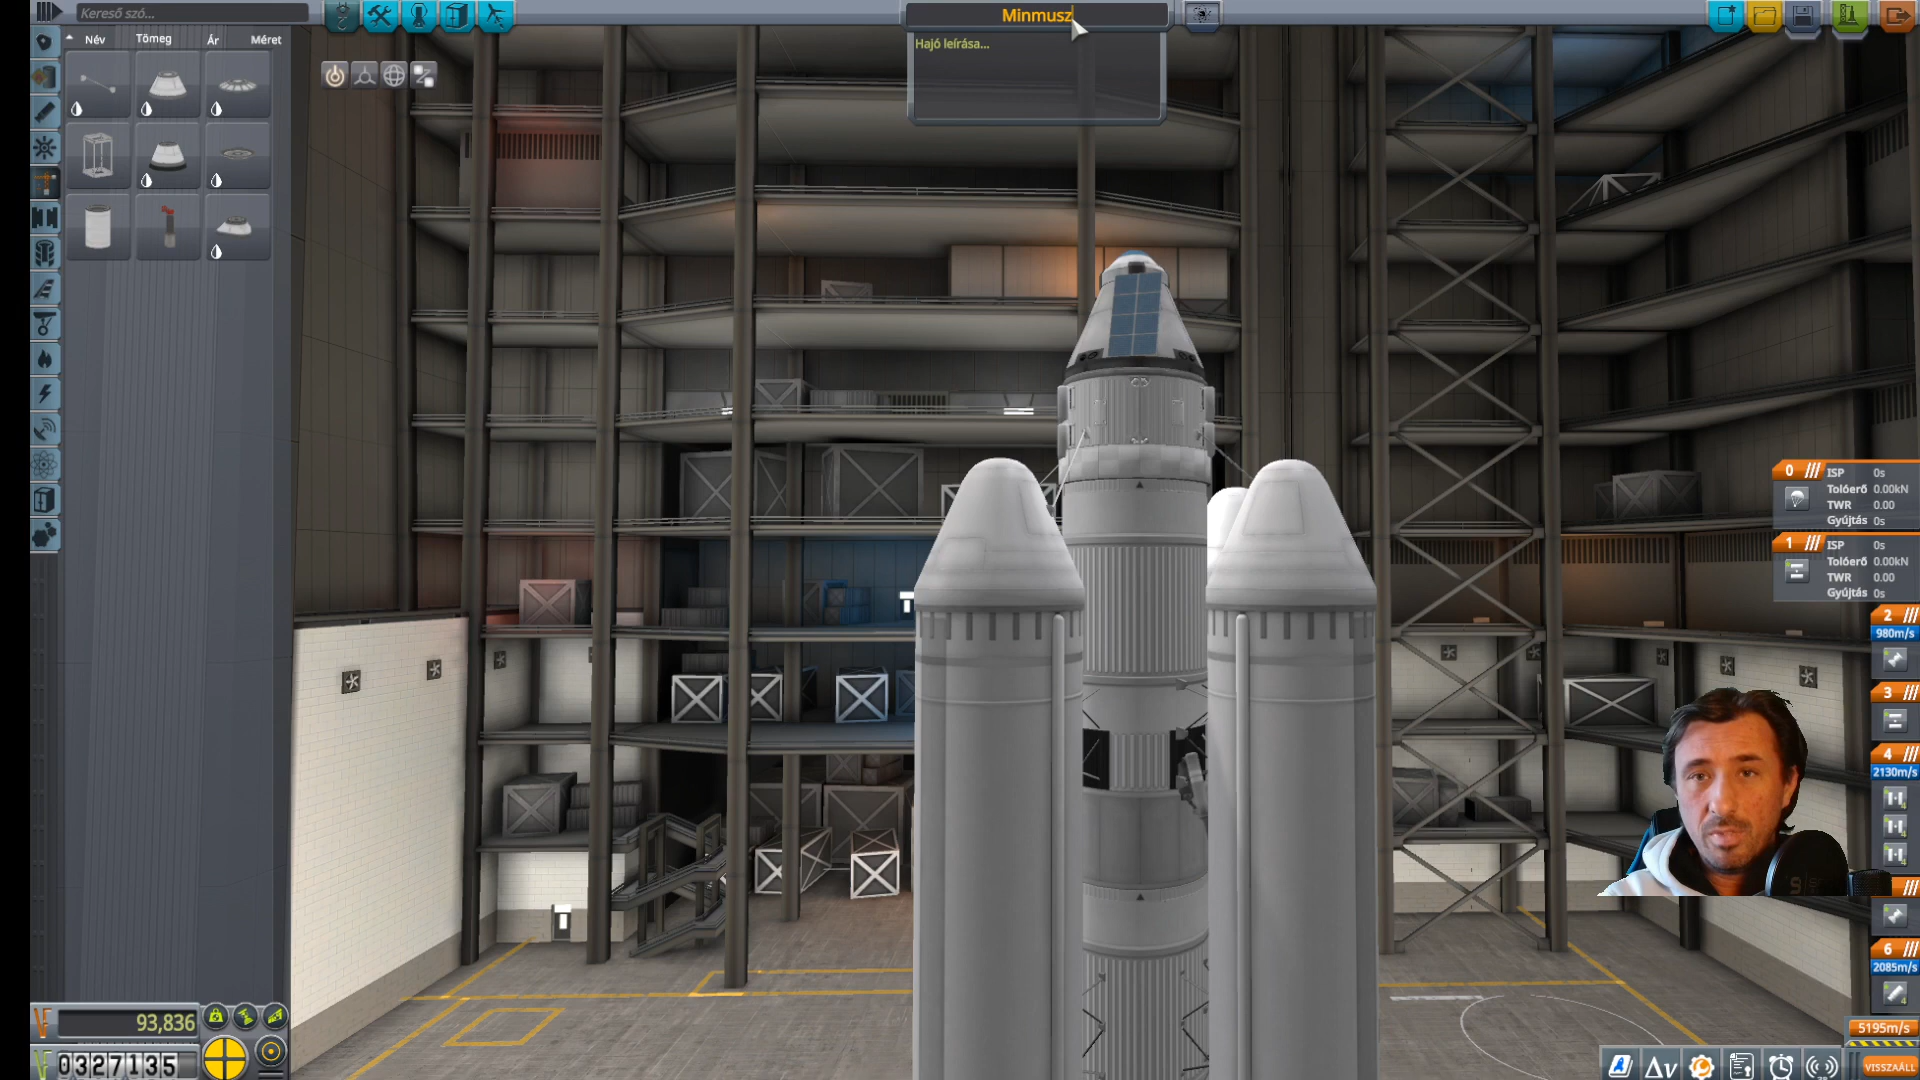 Kereső szó...
Minmusz
Név
Tömeg
Ár
Méret
Hajó leírása...
0
ISP 0s
Tolóerő 0.00kN
TWR 0.00
Gyújtás 0s
1
ISP 0s
Tolóerő 0.00kN
TWR 0.00
Gyújtás 0s
2
980m/s
3
4
2130m/s
6
2085m/s
5195m/s
93,836
0327135
Δv
VISSZAÁLL